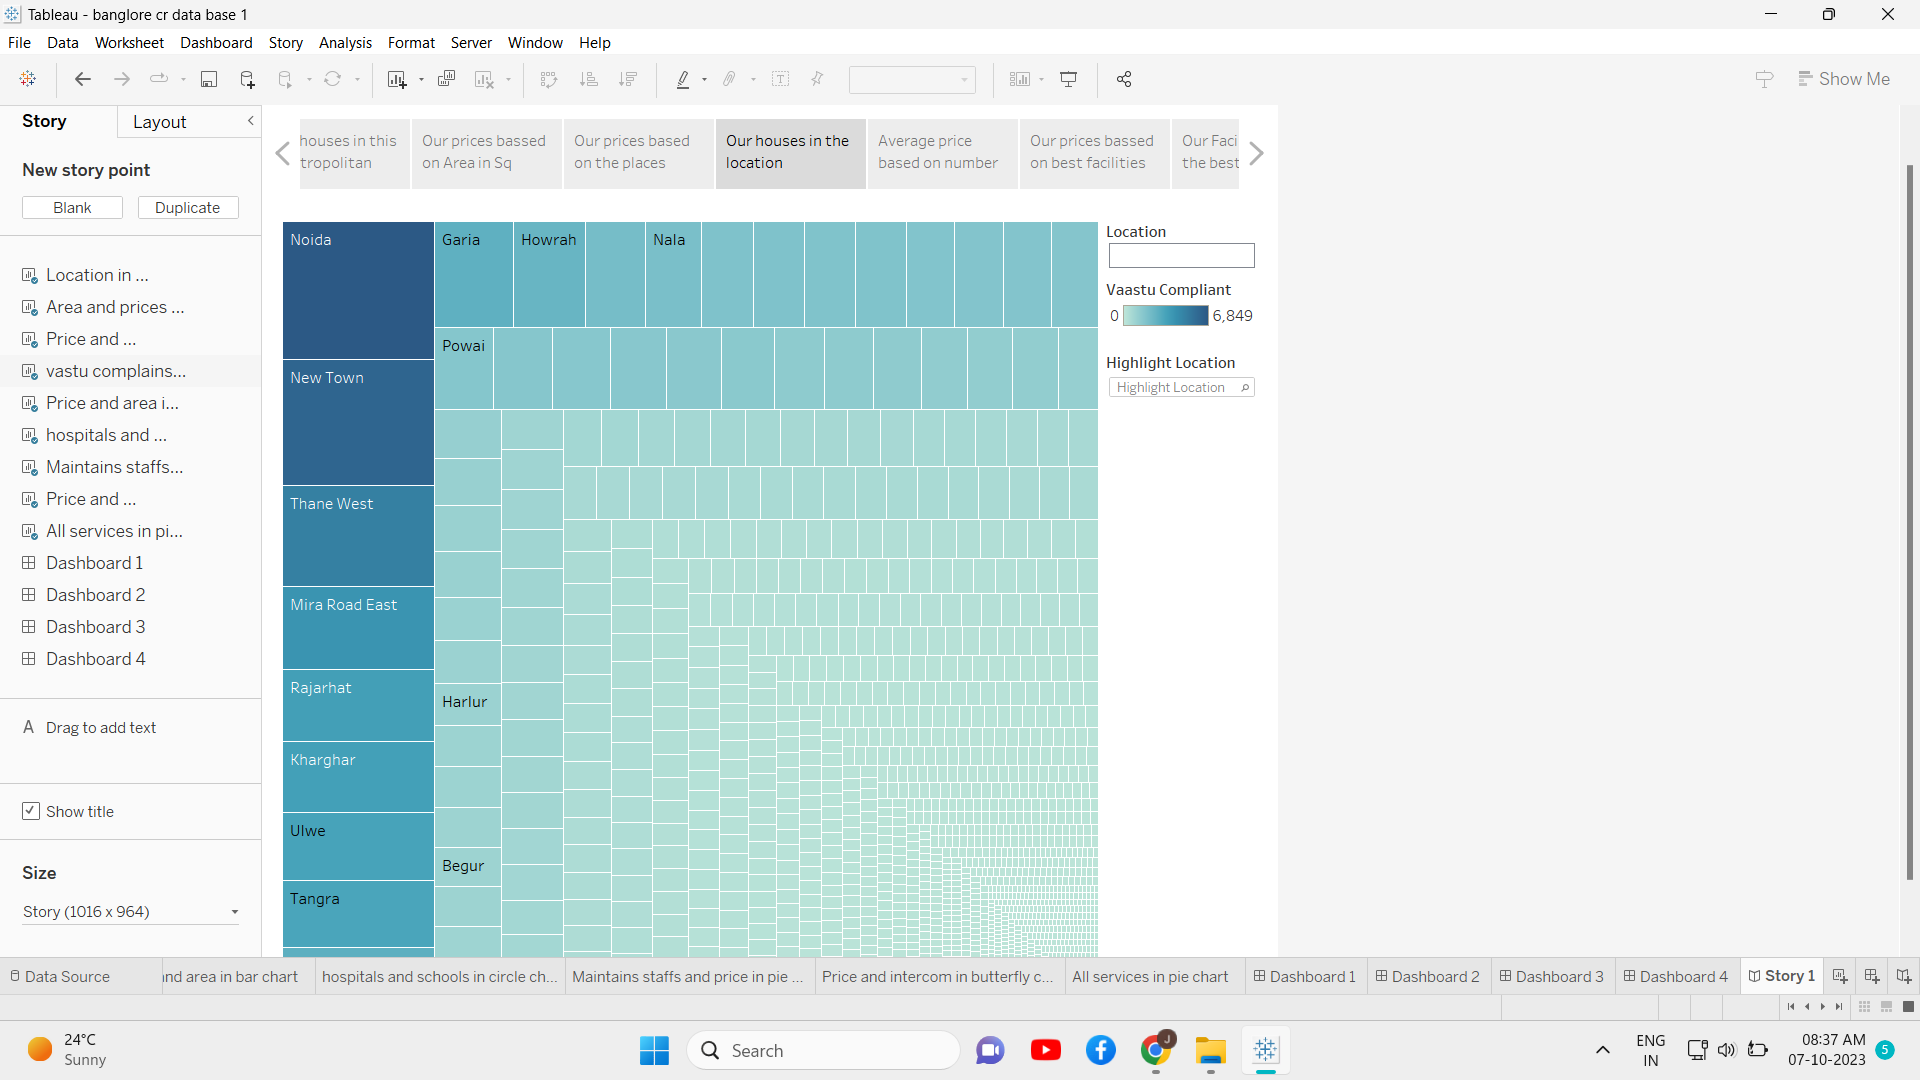 Tableau - banglore cr data base 1
File Data Worksheet Dashboard Story Analysis Format Server Window Help
Show Me
Story Layout
New story point
Blank Duplicate
Location in ...
Area and prices ...
Price and ...
vastu complains...
Price and area i...
hospitals and ...
Maintains staffs...
Price and ...
All services in pi...
Dashboard 1
Dashboard 2
Dashboard 3
Dashboard 4
A Drag to add text
Show title
Size
Story (1016 x 964)
houses in this
tropolitan
Our prices bassed
on Area in Sq
Our prices based
on the places
Our houses in the
location
Average price
based on number
Our prices bassed
on best facilities
Our Faci
the best
Noida
New Town
Thane West
Mira Road East
Rajarhat
Kharghar
Ulwe
Tangra
Garia
Howrah
Nala
Powai
Harlur
Begur
Location
Vaastu Compliant
0 6,849
Highlight Location
Highlight Location
Data Source
nd area in bar chart
hospitals and schools in circle ch...
Maintains staffs and price in pie ...
Price and intercom in butterfly c...
All services in pie chart
Dashboard 1
Dashboard 2
Dashboard 3
Dashboard 4
Story 1
24°C
Sunny
Search
J
ENG
IN
08:37 AM
07-10-2023
5